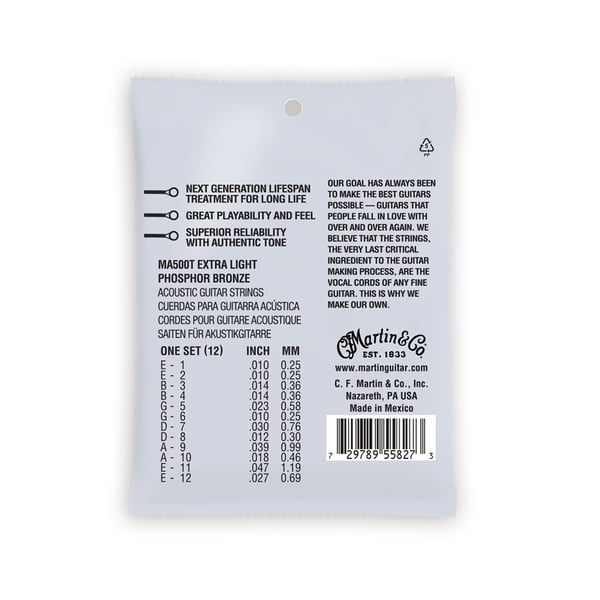 5
PP
NEXT GENERATION LIFESPAN
TREATMENT FOR LONG LIFE
GREAT PLAYABILITY AND FEEL
SUPERIOR RELIABILITY
WITH AUTHENTIC TONE
MA500T EXTRA LIGHT
PHOSPHOR BRONZE
ACOUSTIC GUITAR STRINGS
CUERDAS PARA GUITARRA ACÚSTICA
CORDES POUR GUITARE ACOUSTIQUE
SAITEN FÜR AKUSTIKGITARRE
ONE SET (12) INCH MM
E - 1 .010 0.25
E - 2 .010 0.25
B - 3 .014 0.36
B - 4 .014 0.36
G - 5 .023 0.58
G - 6 .010 0.25
D - 7 .030 0.76
D - 8 .012 0.30
A - 9 .039 0.99
A - 10 .018 0.46
E - 11 .047 1.19
E - 12 .027 0.69
OUR GOAL HAS ALWAYS BEEN
TO MAKE THE BEST GUITARS
POSSIBLE — GUITARS THAT
PEOPLE FALL IN LOVE WITH
OVER AND OVER AGAIN. WE
BELIEVE THAT THE STRINGS,
THE VERY LAST CRITICAL
INGREDIENT TO THE GUITAR
MAKING PROCESS, ARE THE
VOCAL CORDS OF ANY FINE
GUITAR. THIS IS WHY WE
MAKE OUR OWN.
CF Martin & Co.
EST. 1833
www.martinguitar.com
C. F. Martin & Co., Inc.
Nazareth, PA USA
Made in Mexico
7 29789 55827 3